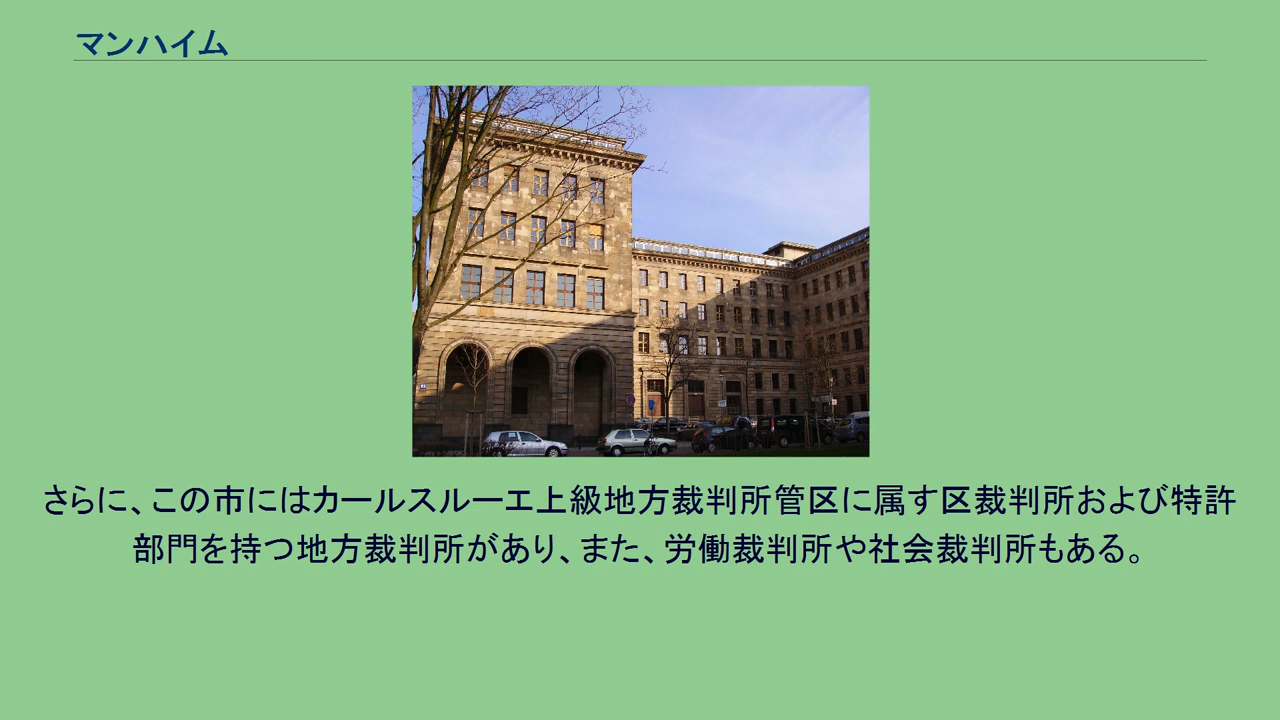 マンハイム
さらに、この市にはカールスルーエ上級地方裁判所管区に属す区裁判所および特許
部門を持つ地方裁判所があり、また、労働裁判所や社会裁判所もある。